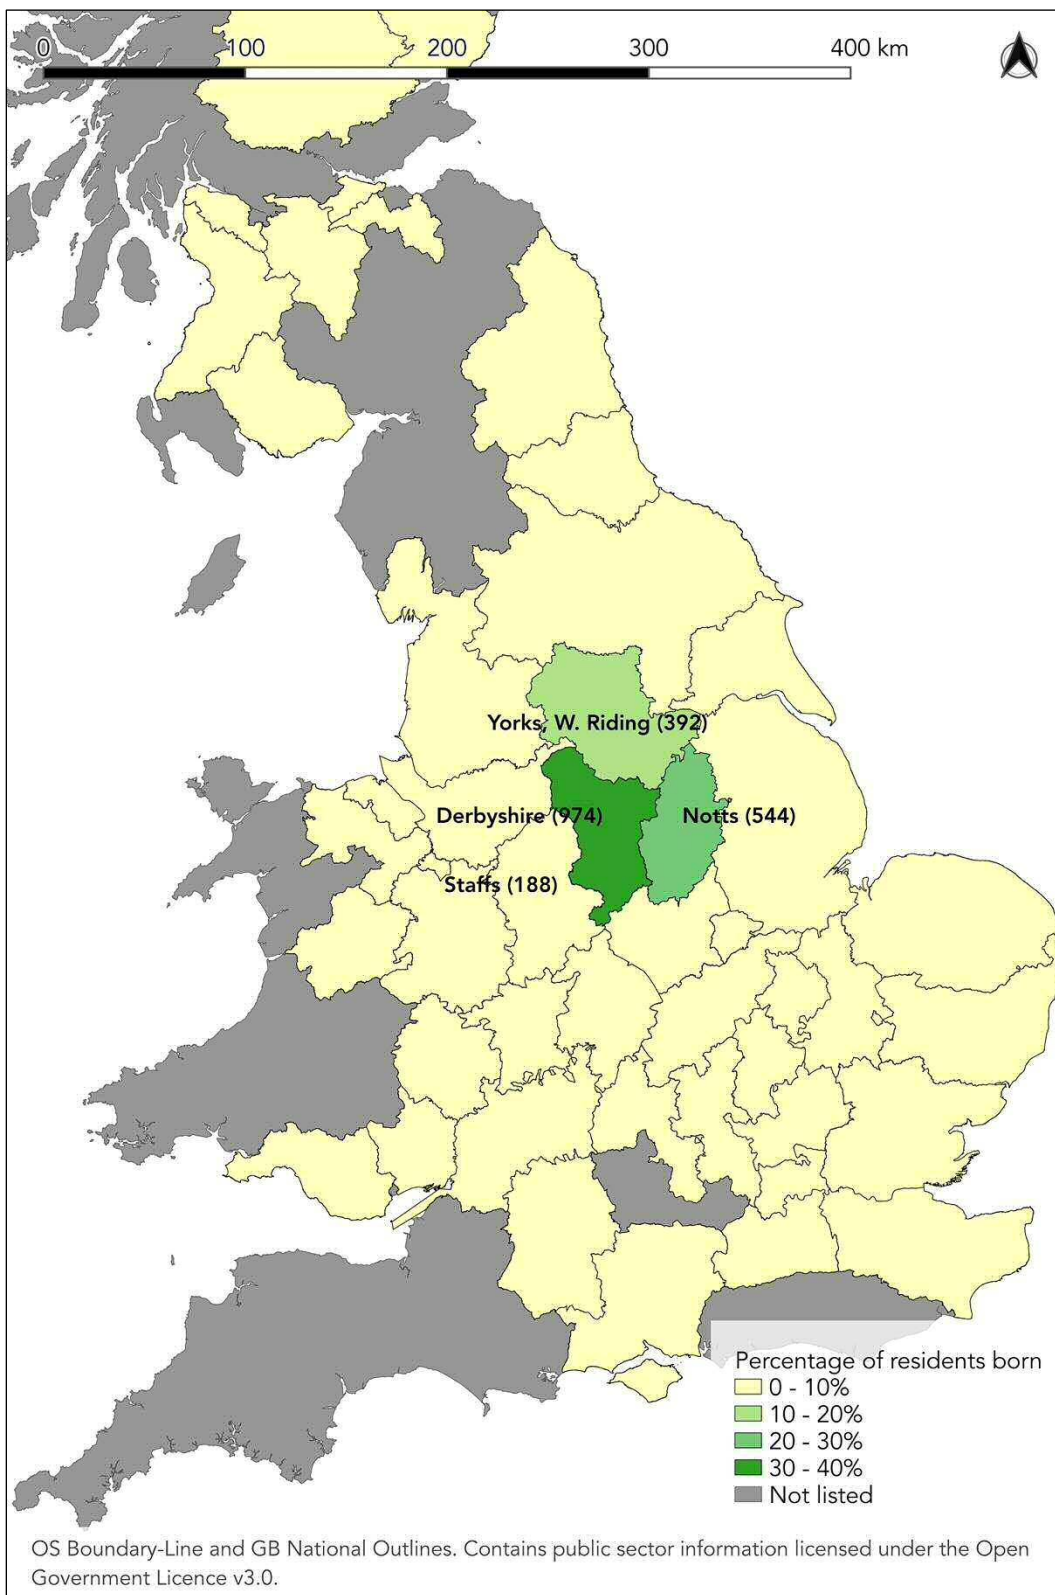 0 100 200 300 400 km
Yorks, W. Riding (392)
Derbyshire (974) Notts (544)
Staffs (188)
Percentage of residents born
0 - 10%
10 - 20%
20 - 30%
30 - 40%
Not listed
OS Boundary-Line and GB National Outlines. Contains public sector information licensed under the Open
Government Licence v3.0.